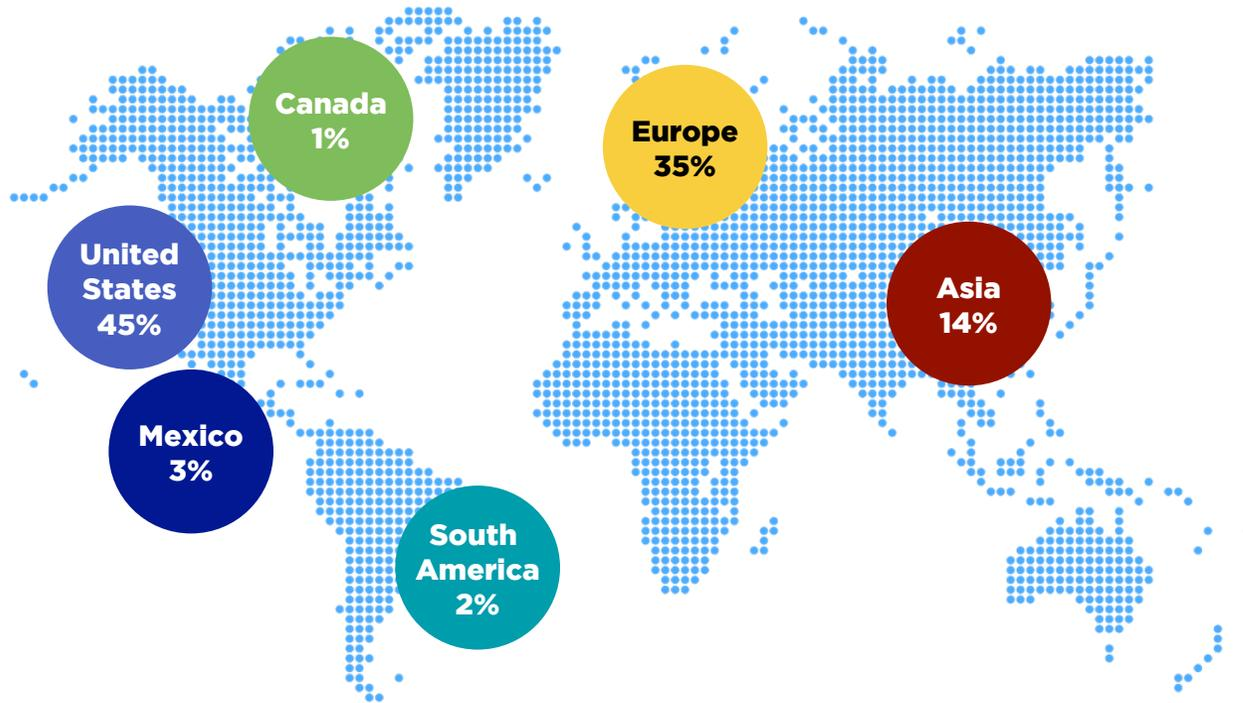 Canada
1%
Europe
35%
United
States
45%
Asia
14%
Mexico
3%
South
America
2%